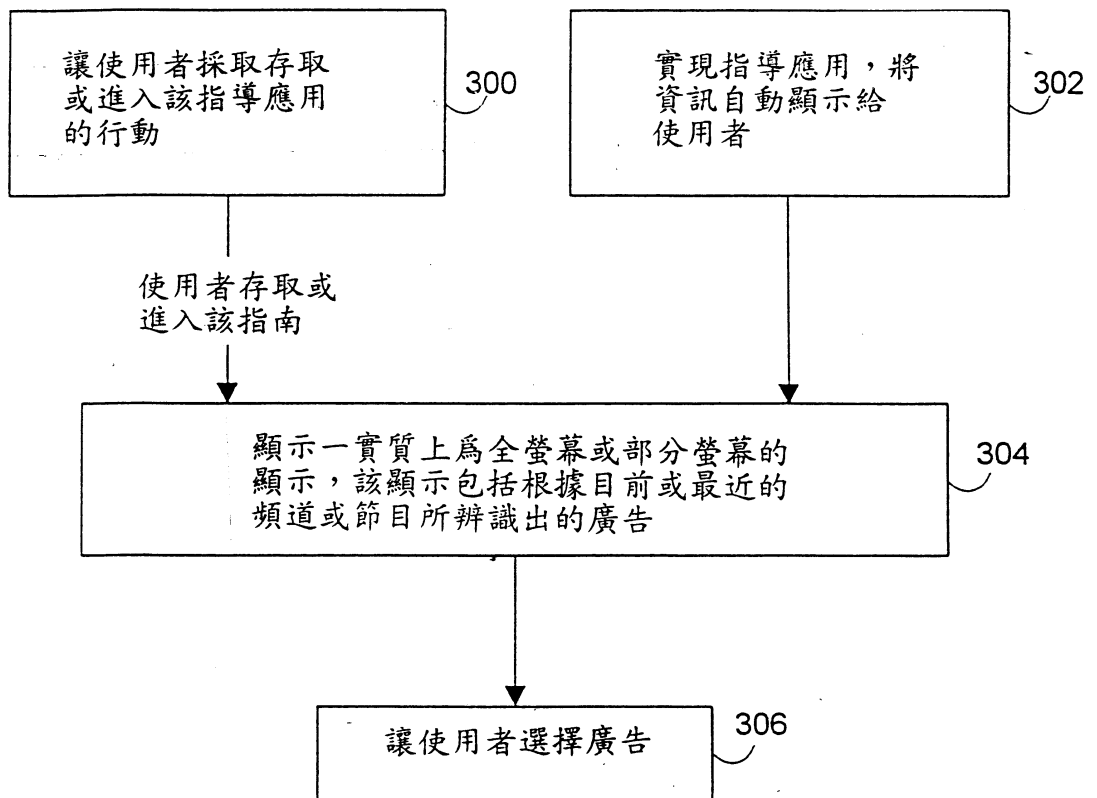 讓使用者採取存取
或進入該指導應用
的行動
300
實現指導應用，將
資訊自動顯示給
使用者
302
使用者存取或
進入該指南
顯示一實質上爲全螢幕或部分螢幕的
顯示，該顯示包括根據目前或最近的
頻道或節目所辨識出的廣告
304
讓使用者選擇廣告
306